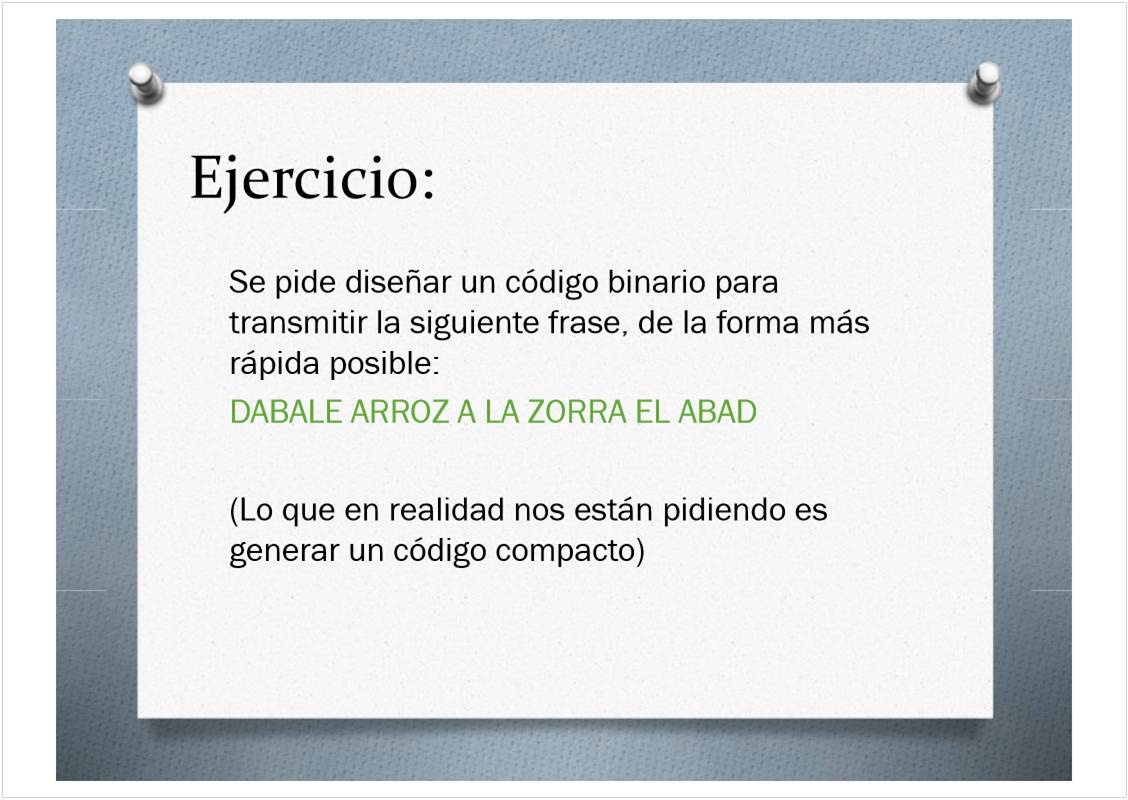 Ejercicio:
Se pide diseñar un código binario para
transmitir la siguiente frase, de la forma más
rápida posible:
DABALE ARROZ A LA ZORRA EL ABAD
(Lo que en realidad nos están pidiendo es
generar un código compacto)